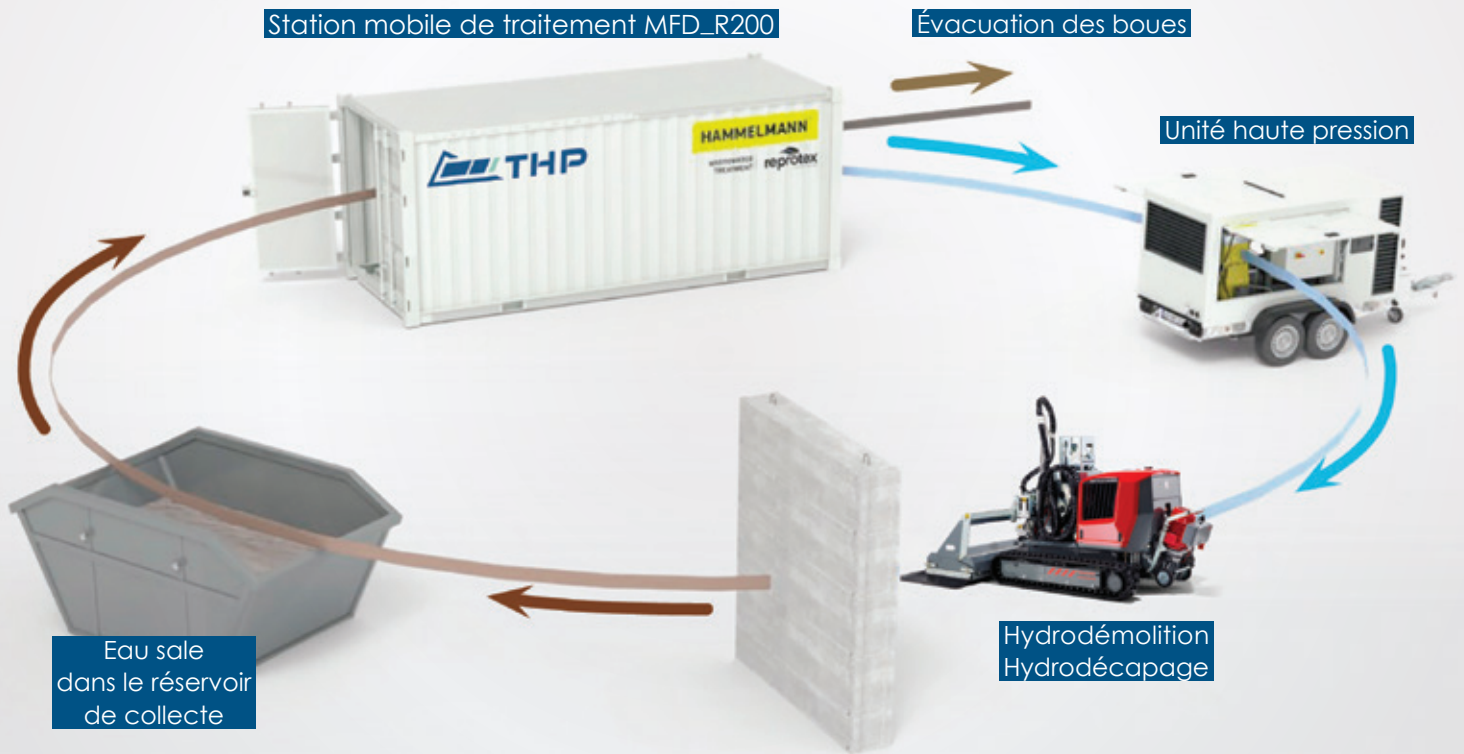 Station mobile de traitement MFD_R200
Évacuation des boues
HAMMELMANN
THP
TREATMENT
reprotex
Unité haute pression
Eau sale
dans le réservoir
de collecte
Hydrodémolition
Hydrodécapage